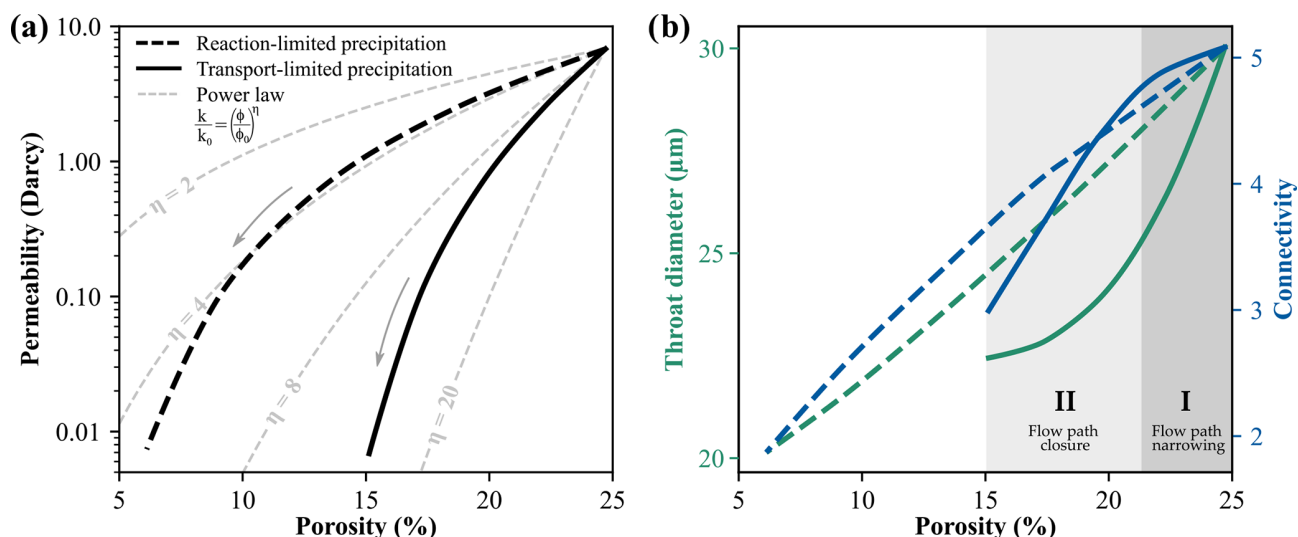 (a)
10.0
1.00
0.10
0.01
Permeability (Darcy)
Reaction-limited precipitation
Transport-limited precipitation
Power law
k/k₀ = (ϕ/ϕ₀)^η
η = 2
η = 4
η = 8
η = 20
5 10 15 20 25
Porosity (%)
(b)
30
25
20
Throat diameter (μm)
5
4
3
2
Connectivity
II
Flow path
closure
I
Flow path
narrowing
5 10 15 20 25
Porosity (%)